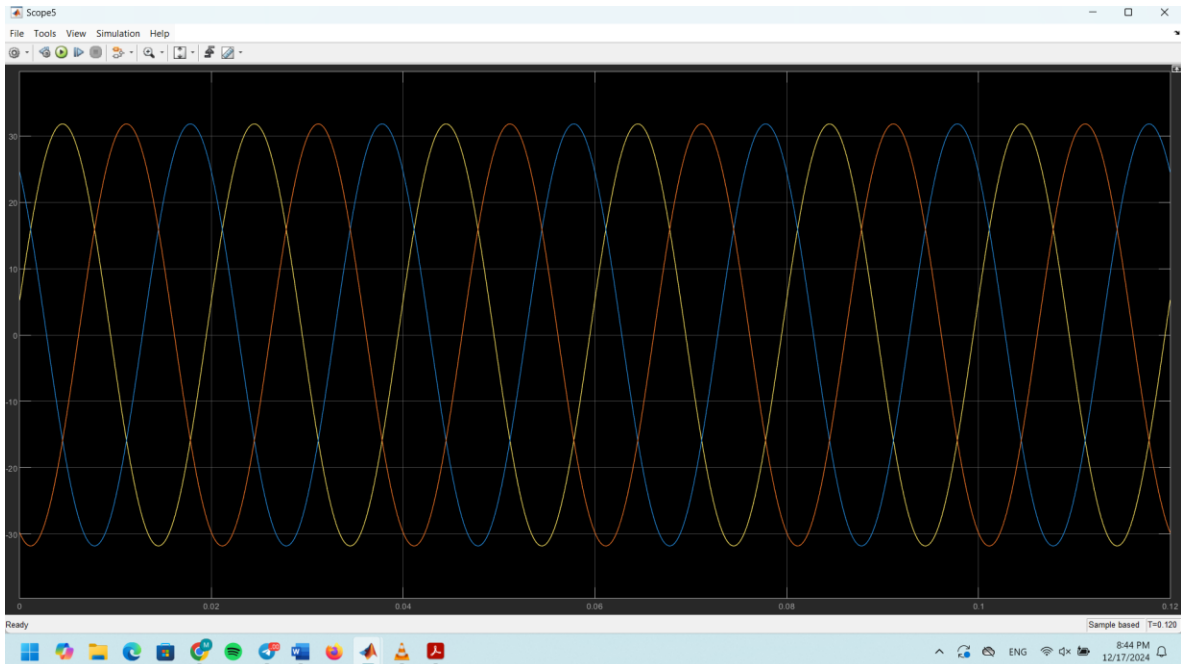 Scope5
File Tools View Simulation Help
30
20
10
0
-10
-20
-30
0 0.02 0.04 0.06 0.08 0.1 0.12
Ready
Sample based T=0.120
ENG
8:44 PM
12/17/2024